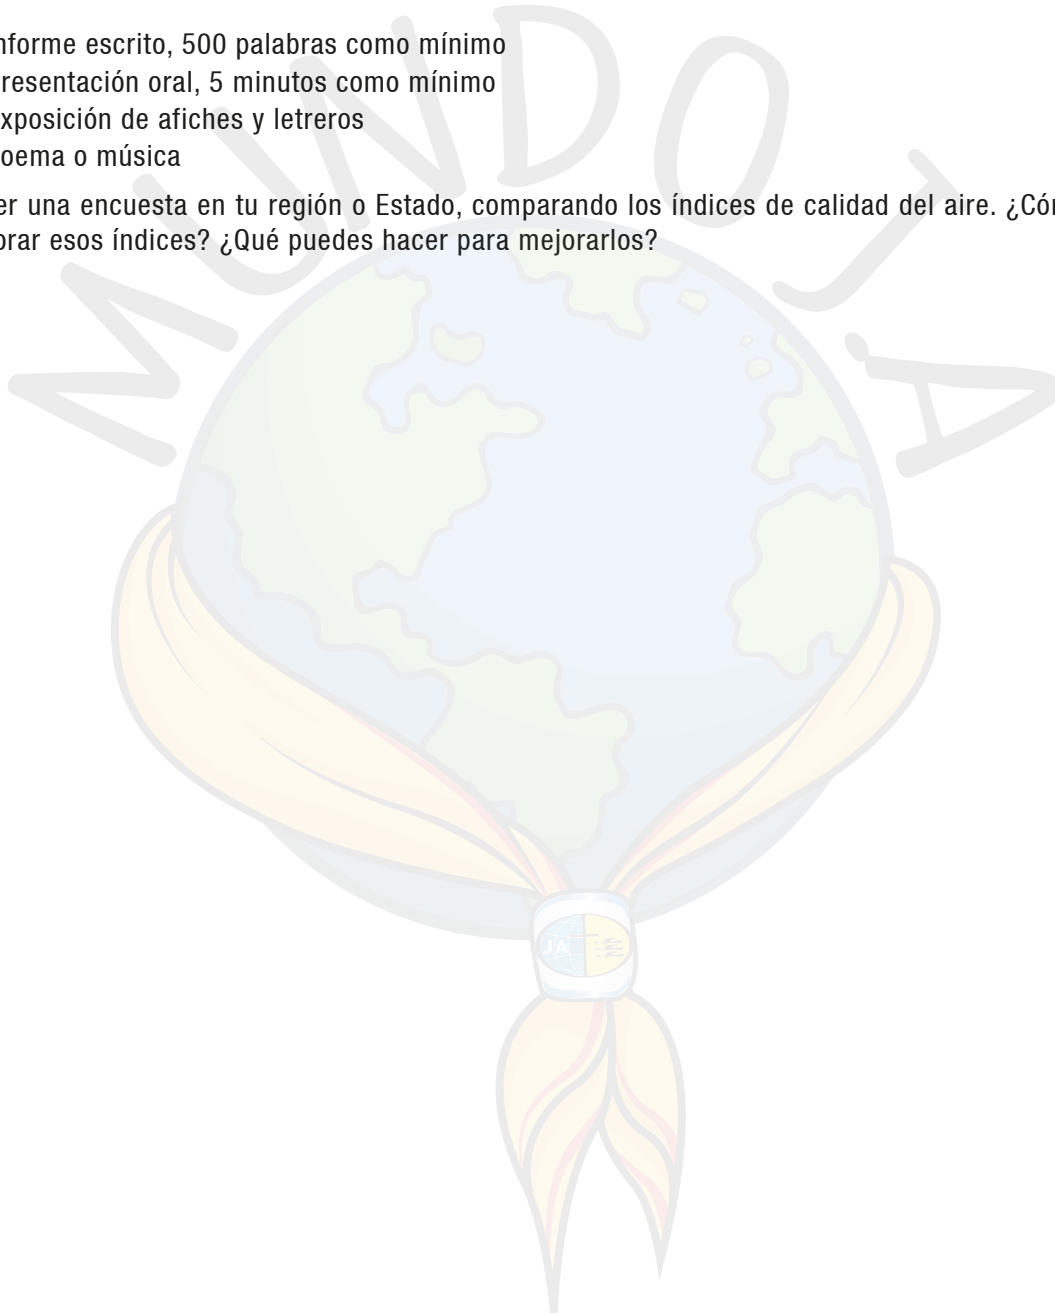 nforme escrito, 500 palabras como mínimo
resentación oral, 5 minutos como mínimo
xposición de afiches y letreros
oema o música
er una encuesta en tu región o Estado, comparando los índices de calidad del aire. ¿Cór
orar esos índices? ¿Qué puedes hacer para mejorarlos?
MUNDO JA
JA